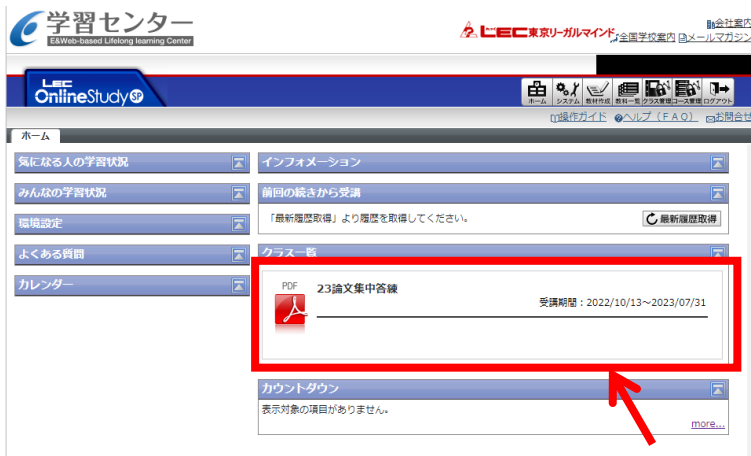 e学習センター
E&Web-based Lifelong learning Center
LEC東京リーガルマインド
会社案内
全国学校案内 メールマガジン
LEC
OnlineStudy SP
ホーム システム 教材作成 教科一覧 クラス管理 コース管理 ログアウト
操作ガイド ヘルプ(FAQ) お問合せ
ホーム
気になる人の学習状況
みんなの学習状況
環境設定
よくある質問
カレンダー
インフォメーション
前回の続きから受講
「最新履歴取得」より履歴を取得してください。
最新履歴取得
クラス一覧
PDF
23論文集中答練
受講期間:2022/10/13~2023/07/31
カウントダウン
表示対象の項目がありません。
more...